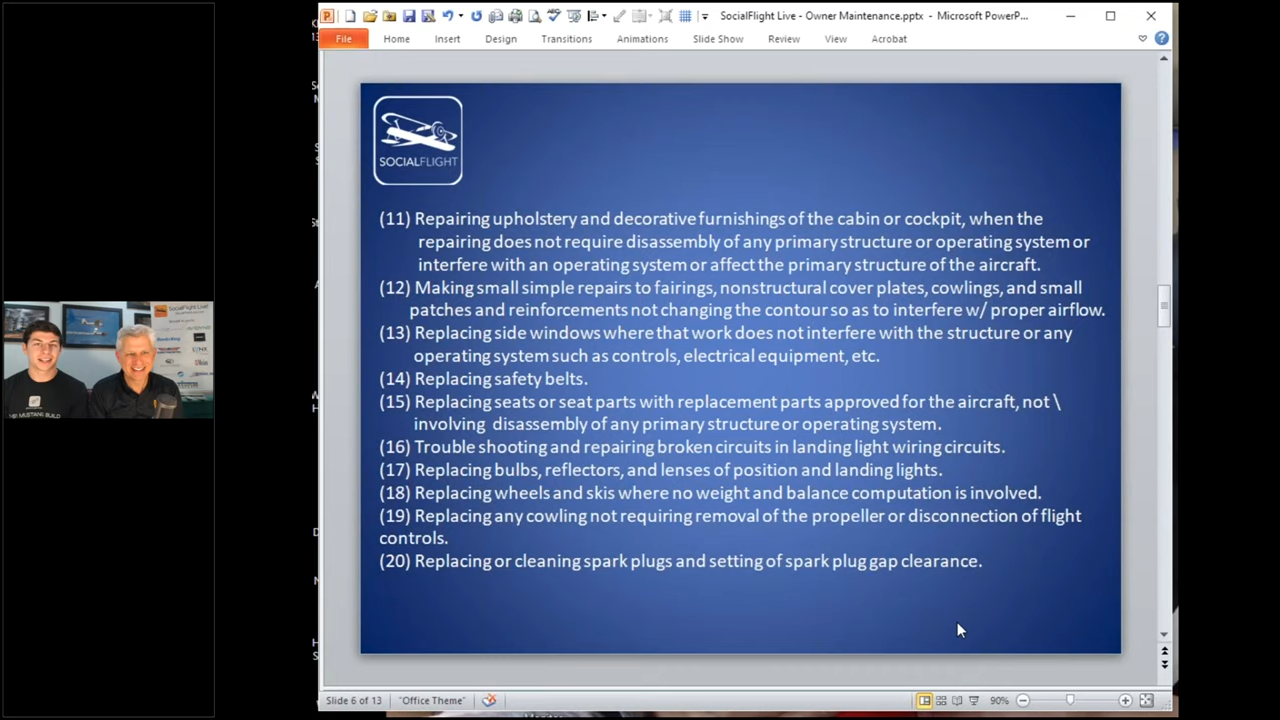 SocialFlight Live - Owner Maintenance.pptx - Microsoft PowerP...
File Home Insert Design Transitions Animations Slide Show Review View Acrobat
SOCIALFLIGHT
(11) Repairing upholstery and decorative furnishings of the cabin or cockpit, when the
repairing does not require disassembly of any primary structure or operating system or
interfere with an operating system or affect the primary structure of the aircraft.
(12) Making small simple repairs to fairings, nonstructural cover plates, cowlings, and small
patches and reinforcements not changing the contour so as to interfere w/ proper airflow.
(13) Replacing side windows where that work does not interfere with the structure or any
operating system such as controls, electrical equipment, etc.
(14) Replacing safety belts.
(15) Replacing seats or seat parts with replacement parts approved for the aircraft, not \
involving disassembly of any primary structure or operating system.
(16) Trouble shooting and repairing broken circuits in landing light wiring circuits.
(17) Replacing bulbs, reflectors, and lenses of position and landing lights.
(18) Replacing wheels and skis where no weight and balance computation is involved.
(19) Replacing any cowling not requiring removal of the propeller or disconnection of flight
controls.
(20) Replacing or cleaning spark plugs and setting of spark plug gap clearance.
SocialFlight Live!
MUSTANG BUILD
Slide 6 of 13 "Office Theme" 90%